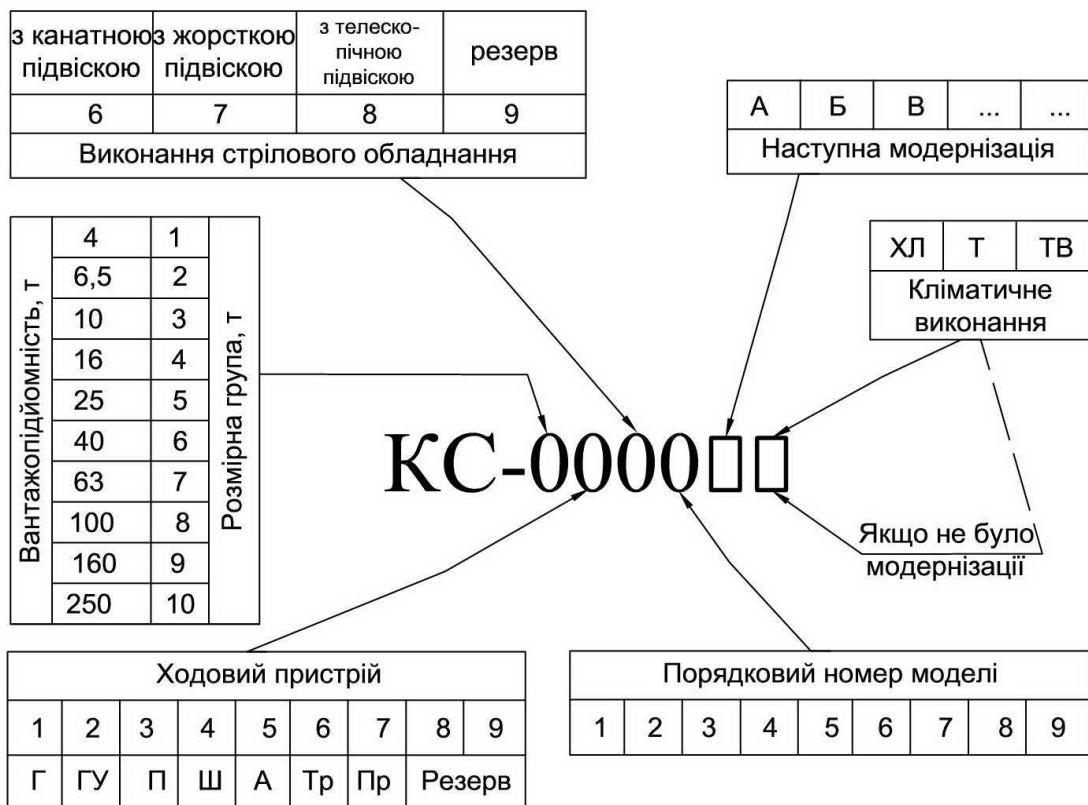 з канатною підвіскою з жорсткою підвіскою з телеско-пічною підвіскою резерв
6 7 8 9
Виконання стрілового обладнання
А Б В ... ...
Наступна модернізація
ХЛ Т ТВ
Кліматичне
виконання
Вантажопідйомність, т
Розмірна група, т
4 1
6,5 2
10 3
16 4
25 5
40 6
63 7
100 8
160 9
250 10
КС-0000
Якщо не було
модернізації
Ходовий пристрій
1 2 3 4 5 6 7 8 9
Г ГУ П Ш А Тр Пр Резерв
Порядковий номер моделі
1 2 3 4 5 6 7 8 9